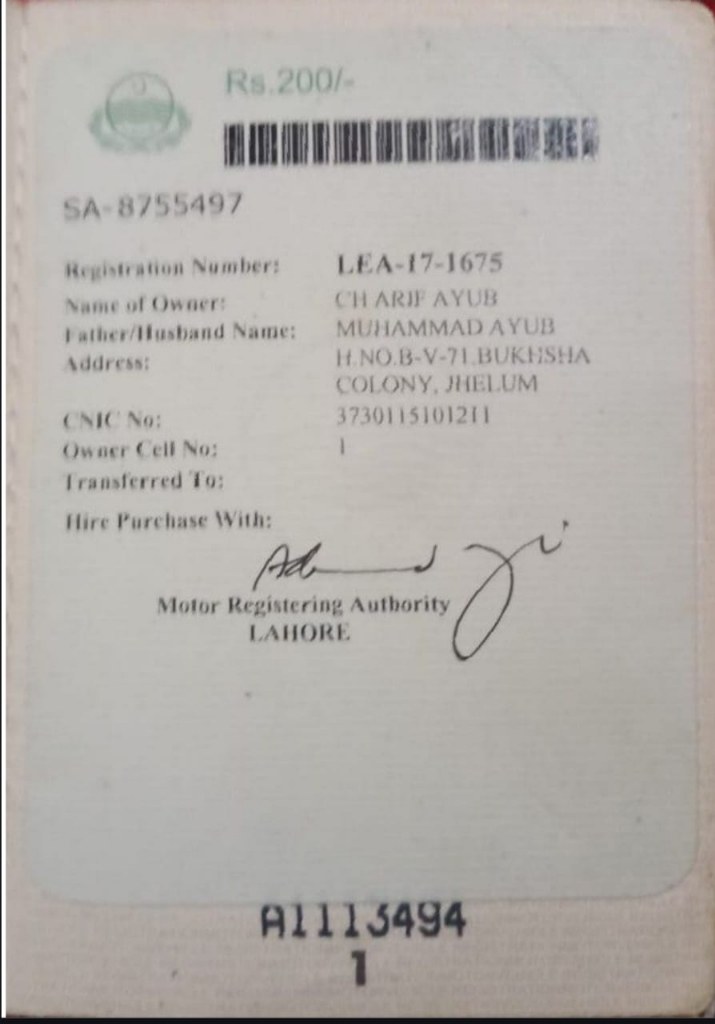 Rs.200/-
SA-8755497
Registration Number: LEA-17-1675
Name of Owner: CH ARIF AYUB
Father/Husband Name: MUHAMMAD AYUB
Address: H.NO.B-V-71.BUKHSHA
COLONY, JHELUM
CNIC No: 3730115101211
Owner Cell No: 1
Transferred To:
Hire Purchase With:
Motor Registering Authority
LAHORE
A1113494
1